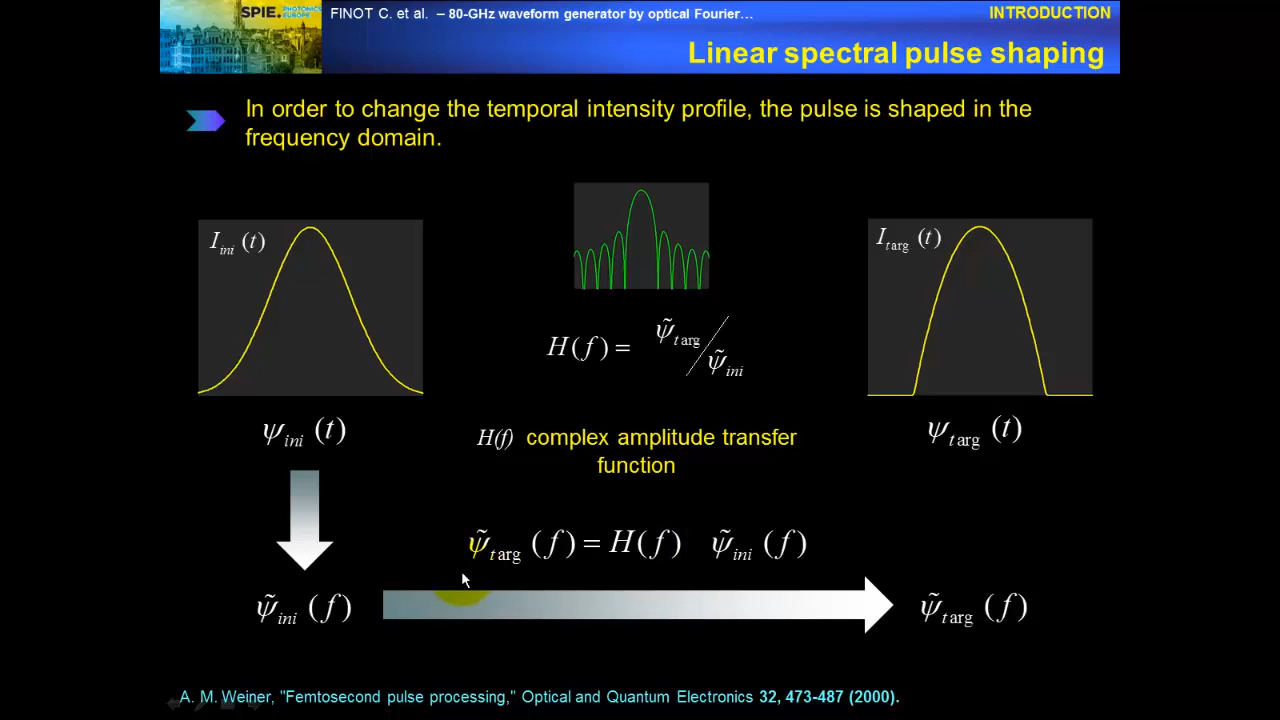 SPIE. PHOTONICS EUROPE
FINOT C. et al. – 80-GHz waveform generator by optical Fourier…
INTRODUCTION
Linear spectral pulse shaping
In order to change the temporal intensity profile, the pulse is shaped in the
frequency domain.
I_ini (t)
I_targ (t)
H(f) = ψ̃_targ / ψ̃_ini
ψ_ini (t)
ψ_targ (t)
H(f) complex amplitude transfer
function
ψ̃_targ (f) = H(f) ψ̃_ini (f)
ψ̃_ini (f)
ψ̃_targ (f)
A. M. Weiner, "Femtosecond pulse processing," Optical and Quantum Electronics 32, 473-487 (2000).